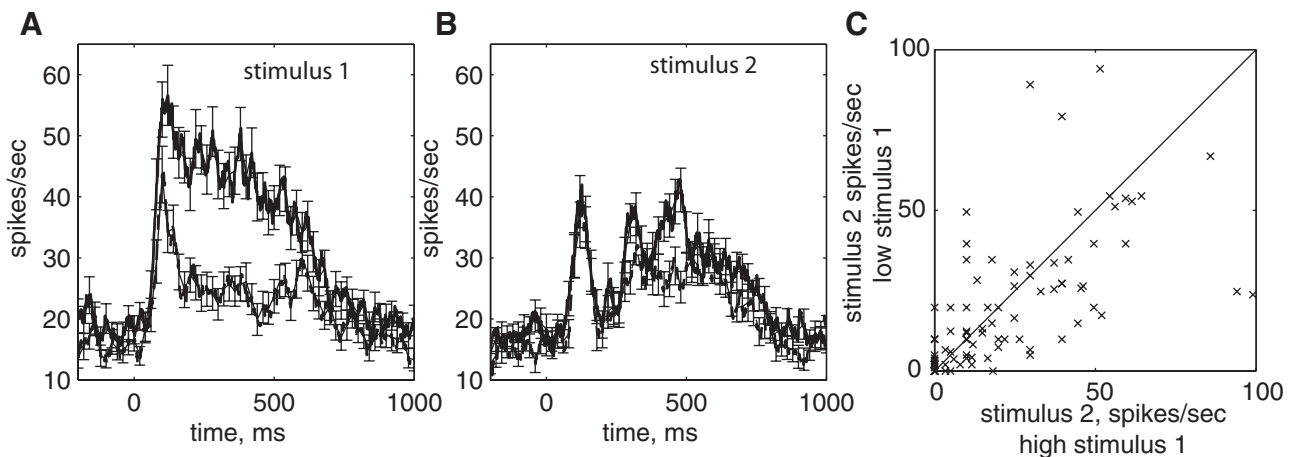 A
stimulus 1
spikes/sec
60
50
40
30
20
10
0
500
1000
time, ms
B
stimulus 2
spikes/sec
60
50
40
30
20
10
0
500
1000
time, ms
C
stimulus 2 spikes/sec
low stimulus 1
100
50
0
0
50
100
stimulus 2, spikes/sec
high stimulus 1